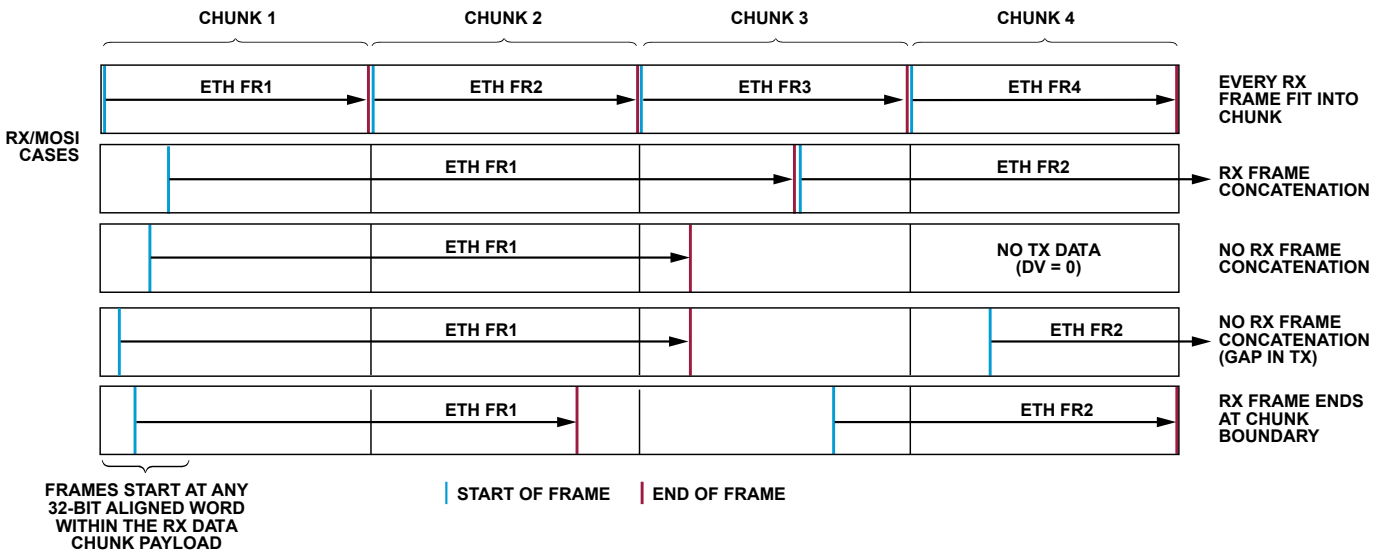 CHUNK 1 CHUNK 2 CHUNK 3 CHUNK 4
RX/MOSI
CASES
ETH FR1 ETH FR2 ETH FR3 ETH FR4
EVERY RX
FRAME FIT INTO
CHUNK
ETH FR1 ETH FR2
RX FRAME
CONCATENATION
ETH FR1
NO TX DATA
(DV = 0)
NO RX FRAME
CONCATENATION
ETH FR1 ETH FR2
NO RX FRAME
CONCATENATION
(GAP IN TX)
ETH FR1 ETH FR2
RX FRAME ENDS
AT CHUNK
BOUNDARY
FRAMES START AT ANY
32-BIT ALIGNED WORD
WITHIN THE RX DATA
CHUNK PAYLOAD
START OF FRAME END OF FRAME